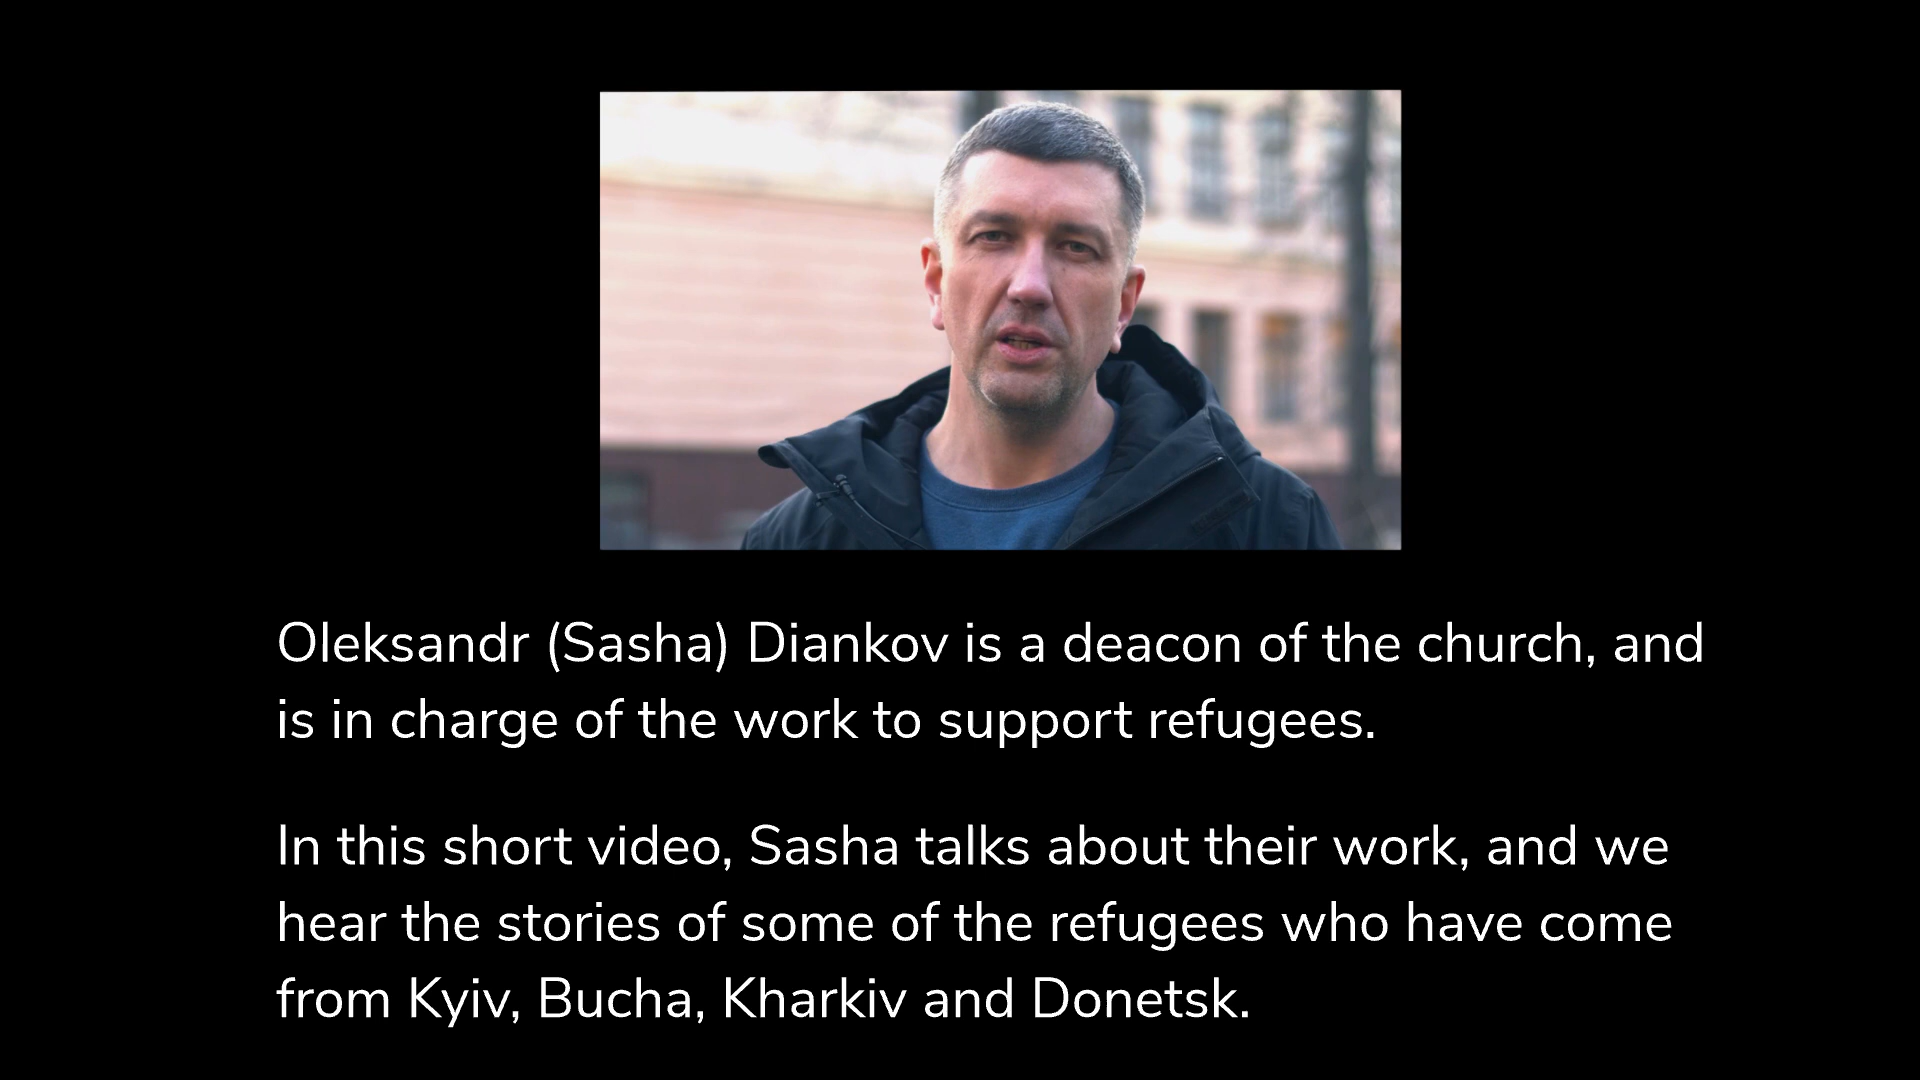 Oleksandr (Sasha) Diankov is a deacon of the church, and
is in charge of the work to support refugees.
In this short video, Sasha talks about their work, and we
hear the stories of some of the refugees who have come
from Kyiv, Bucha, Kharkiv and Donetsk.